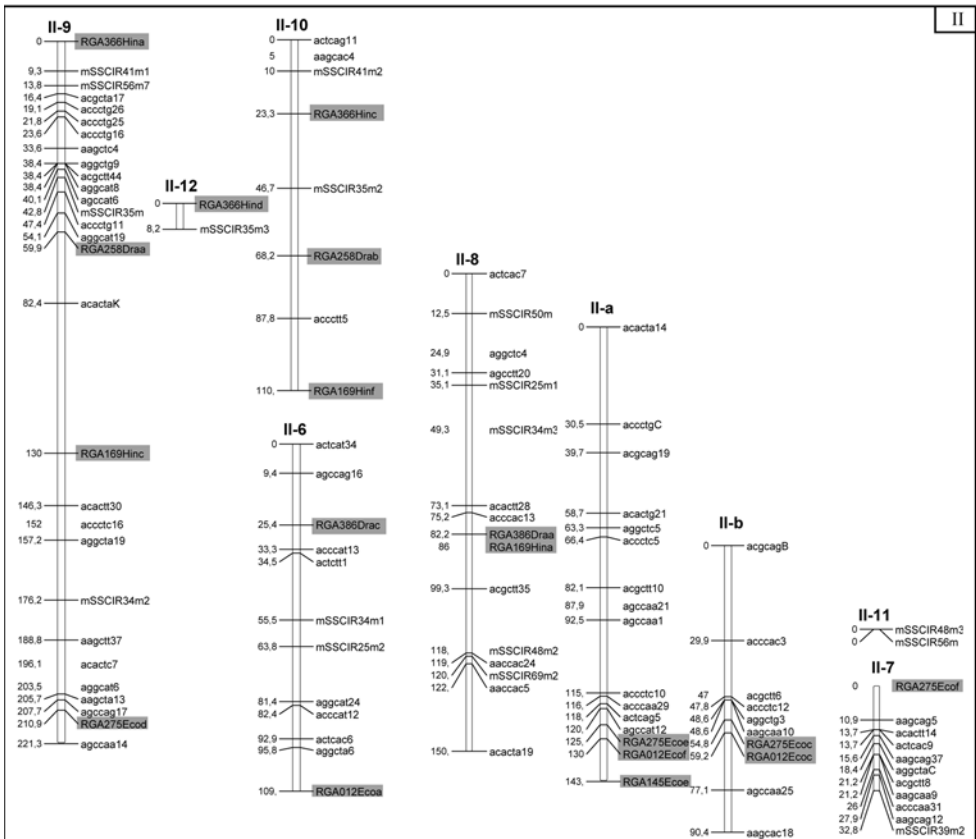 II
II-9
0 RGA366Hina
9,3 mSSCIR41m1
13,8 mSSCIR56m7
16,4 acgcta17
19,1 accctg26
21,8 accctg25
23,6 accctg16
33,6 aagctc4
38,4 aggctg9
38,4 acgctt44
38,4 aggcat8
40,1 agccat6
42,8 mSSCIR35m
47,4 accctg11
54,1 aggcat19
59,9 RGA258Draa
82,4 acactaK
130 RGA169Hinc
146,3 acactt30
152 accctc16
157,2 aggcta19
176,2 mSSCIR34m2
188,8 aagctt37
196,1 acactc7
203,5 aggcat6
205,7 aagcta13
207,7 agccag17
210,9 RGA275Ecod
221,3 agccaa14
II-12
0 RGA366Hind
8,2 mSSCIR35m3
II-10
0 actcag11
5 aagcac4
10 mSSCIR41m2
23,3 RGA366Hinc
46,7 mSSCIR35m2
68,2 RGA258Drab
87,8 accctt5
110, RGA169Hinf
II-6
0 actcat34
9,4 agccag16
25,4 RGA386Drac
33,3 acccat13
34,5 actctt1
55,5 mSSCIR34m1
63,8 mSSCIR25m2
81,4 aggcat24
82,4 acccat12
92,9 actcac6
95,8 aggcta6
109, RGA012Ecoa
II-8
0 actcac7
12,5 mSSCIR50m
24,9 aggctc4
31,1 agcctt20
35,1 mSSCIR25m1
49,3 mSSCIR34m3
73,1 acactt28
75,2 acccac13
82,2 RGA386Draa
86 RGA169Hina
99,3 acgctt35
118, mSSCIR48m2
119, aaccac24
120, mSSCIR69m2
122, aaccac5
150, acacta19
II-a
0 acacta14
30,5 accctgC
39,7 acgcag19
58,7 acactg21
63,3 aggctc5
66,4 accctc5
82,1 acgctt10
87,9 agccaa21
92,5 agccaa1
115, accctc10
116, acccaa29
118, actcag5
120, agccat12
125, RGA275Ecoe
130 RGA012Ecof
143, RGA145Ecoe
II-b
0 acgcagB
29,9 acccac3
47 acgctt6
47,8 accctc12
48,6 aggctg3
48,6 aagcaa10
54,8 RGA275Ecoc
59,2 RGA012Ecoc
77,1 agccaa25
90,4 aagcac18
II-11
0 mSSCIR48m3
0 mSSCIR56m
II-7
0 RGA275Ecof
10,9 aagcag5
13,7 acactt14
13,7 actcac9
15,6 aagcag37
18,4 aggctaC
21,2 acgctt8
21,2 aagcaa9
26 acccaa31
27,9 aagcag12
32,8 mSSCIR39m2